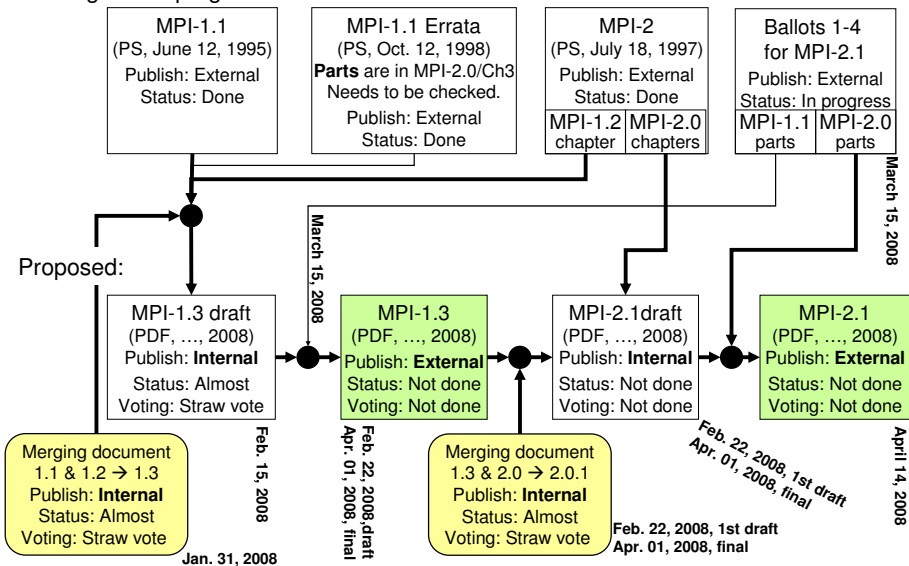 MPI-1.1
(PS, June 12, 1995)
Publish: External
Status: Done
MPI-1.1 Errata
(PS, Oct. 12, 1998)
Parts are in MPI-2.0/Ch3
Needs to be checked.
Publish: External
Status: Done
MPI-2
(PS, July 18, 1997)
Publish: External
Status: Done
MPI-1.2
chapter
MPI-2.0
chapters
Ballots 1-4
for MPI-2.1
Publish: External
Status: In progress
MPI-1.1
parts
MPI-2.0
parts
March 15, 2008
March 15, 2008
Proposed:
MPI-1.3 draft
(PDF, …, 2008)
Publish: Internal
Status: Almost
Voting: Straw vote
MPI-1.3
(PDF, …, 2008)
Publish: External
Status: Not done
Voting: Not done
MPI-2.1draft
(PDF, …, 2008)
Publish: Internal
Status: Not done
Voting: Not done
MPI-2.1
(PDF, …, 2008)
Publish: External
Status: Not done
Voting: Not done
Merging document
1.1 & 1.2 → 1.3
Publish: Internal
Status: Almost
Voting: Straw vote
Jan. 31, 2008
Feb. 15, 2008
Feb. 22, 2008,draft
Apr. 01, 2008, final
Merging document
1.3 & 2.0 → 2.0.1
Publish: Internal
Status: Almost
Voting: Straw vote
Feb. 22, 2008, 1st draft
Apr. 01, 2008, final
Feb. 22, 2008, 1st draft
Apr. 01, 2008, final
April 14, 2008